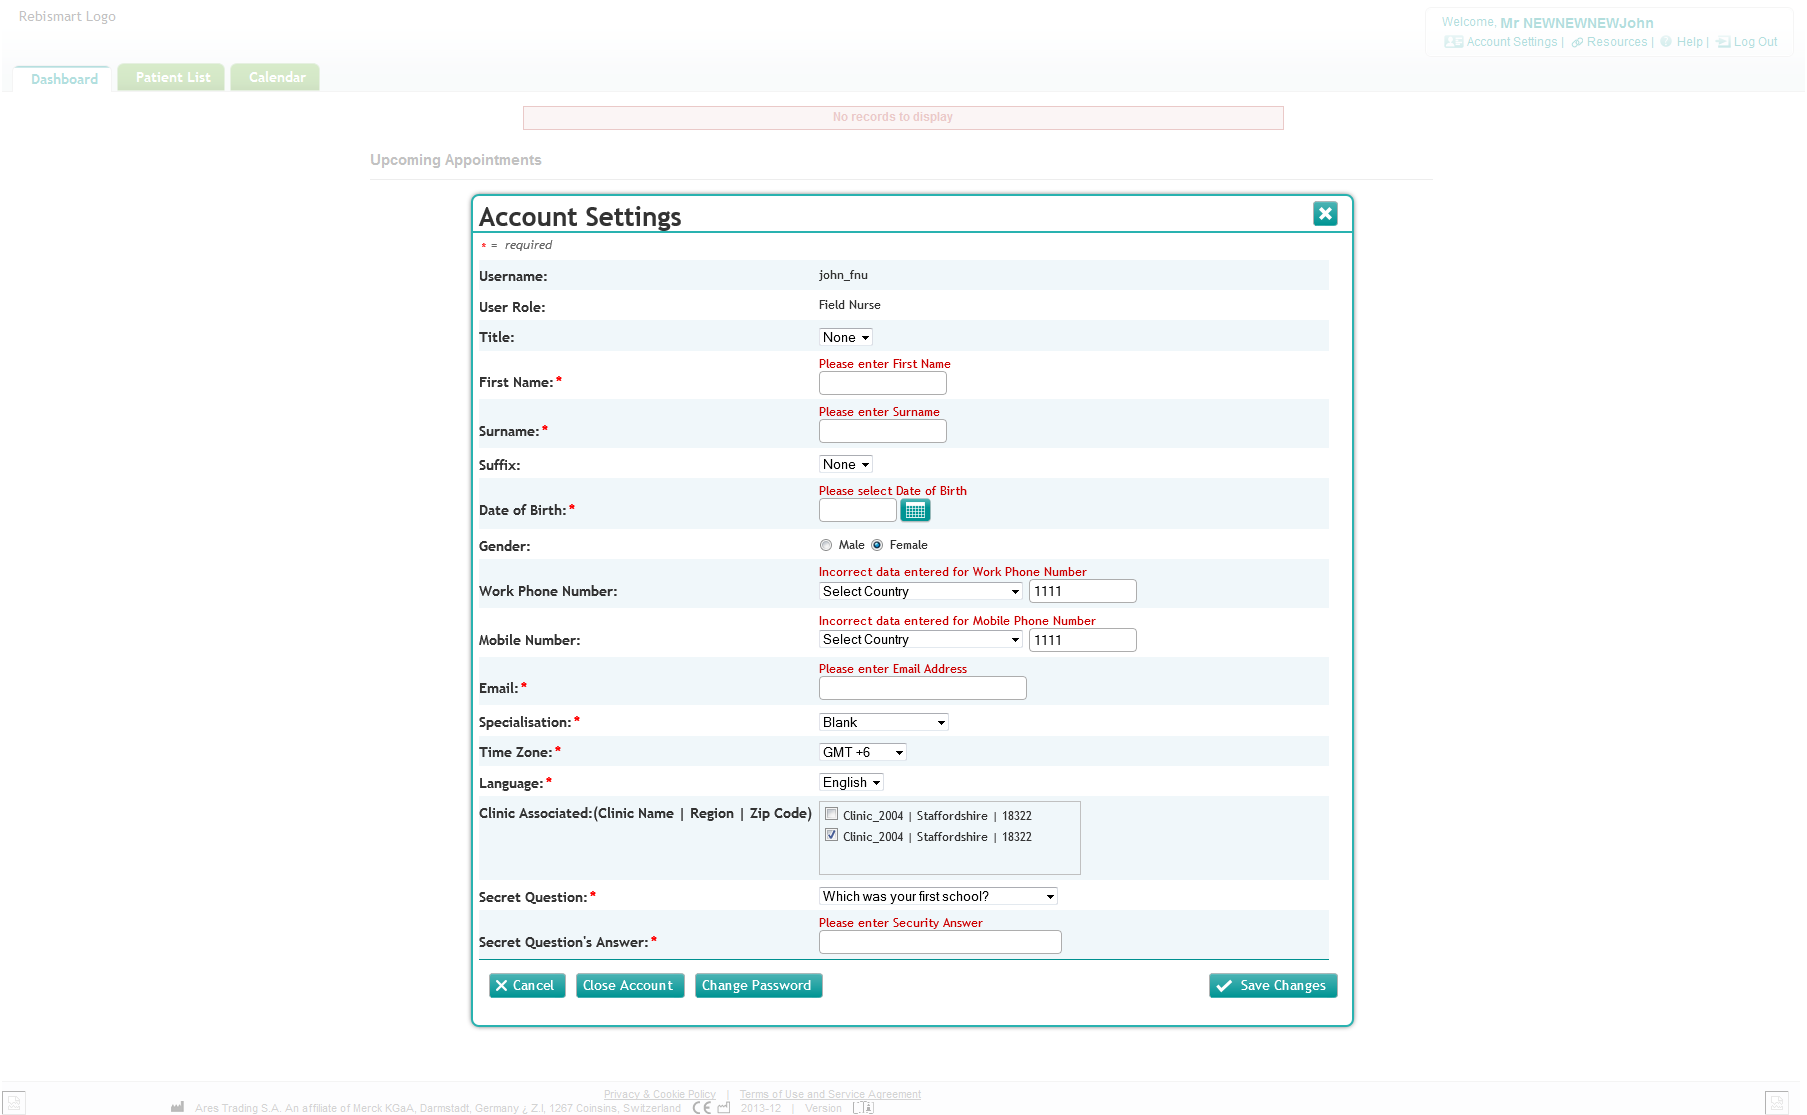 Rebismart Logo
Welcome, Mr NEWNEWNEWJohn
Account Settings | Resources | Help | Log Out
Dashboard Patient List Calendar
No records to display
Upcoming Appointments
Account Settings
* = required
Username: john_fnu
User Role: Field Nurse
Title: None
Please enter First Name
First Name:*
Please enter Surname
Surname:*
Suffix: None
Please select Date of Birth
Date of Birth:*
Gender: Male Female
Incorrect data entered for Work Phone Number
Work Phone Number: Select Country 1111
Incorrect data entered for Mobile Phone Number
Mobile Number: Select Country 1111
Please enter Email Address
Email:*
Specialisation:* Blank
Time Zone:* GMT +6
Language:* English
Clinic Associated:(Clinic Name | Region | Zip Code) Clinic_2004 | Staffordshire | 18322
Clinic_2004 | Staffordshire | 18322
Secret Question:* Which was your first school?
Please enter Security Answer
Secret Question's Answer:*
Cancel Close Account Change Password Save Changes
Privacy & Cookie Policy | Terms of Use and Service Agreement
Ares Trading S.A. An affiliate of Merck KGaA, Darmstadt, Germany ¿ Z.I, 1267 Coinsins, Switzerland CE 2013-12 | Version